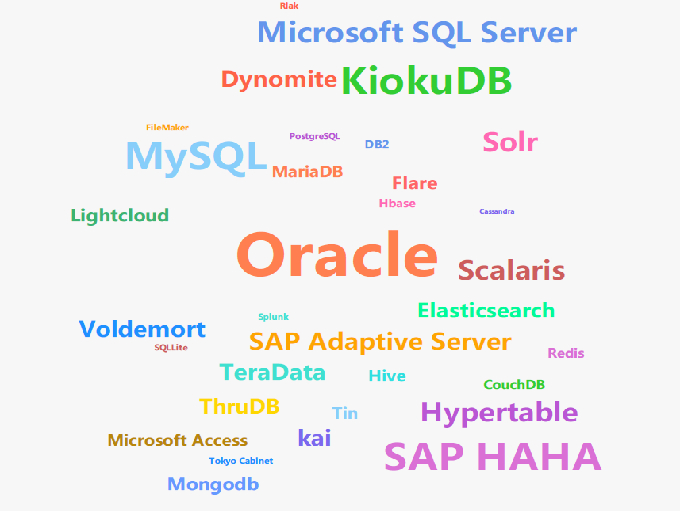 Rlak
Microsoft SQL Server
Dynomite
KiokuDB
FileMaker
PostgreSQL
DB2
Solr
MySQL
MariaDB
Flare
Hbase
Cassandra
Lightcloud
Oracle
Scalaris
Elasticsearch
Splunk
Voldemort
SAP Adaptive Server
SQLLite
Redis
TeraData
Hive
CouchDB
ThruDB
Tin
Hypertable
Microsoft Access
kai
SAP HAHA
Tokyo Cabinet
Mongodb